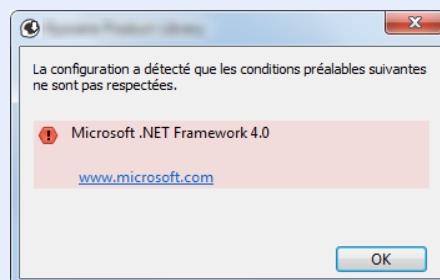 La configuration a détecté que les conditions préalables suivantes
ne sont pas respectées.
Microsoft .NET Framework 4.0
www.microsoft.com
OK